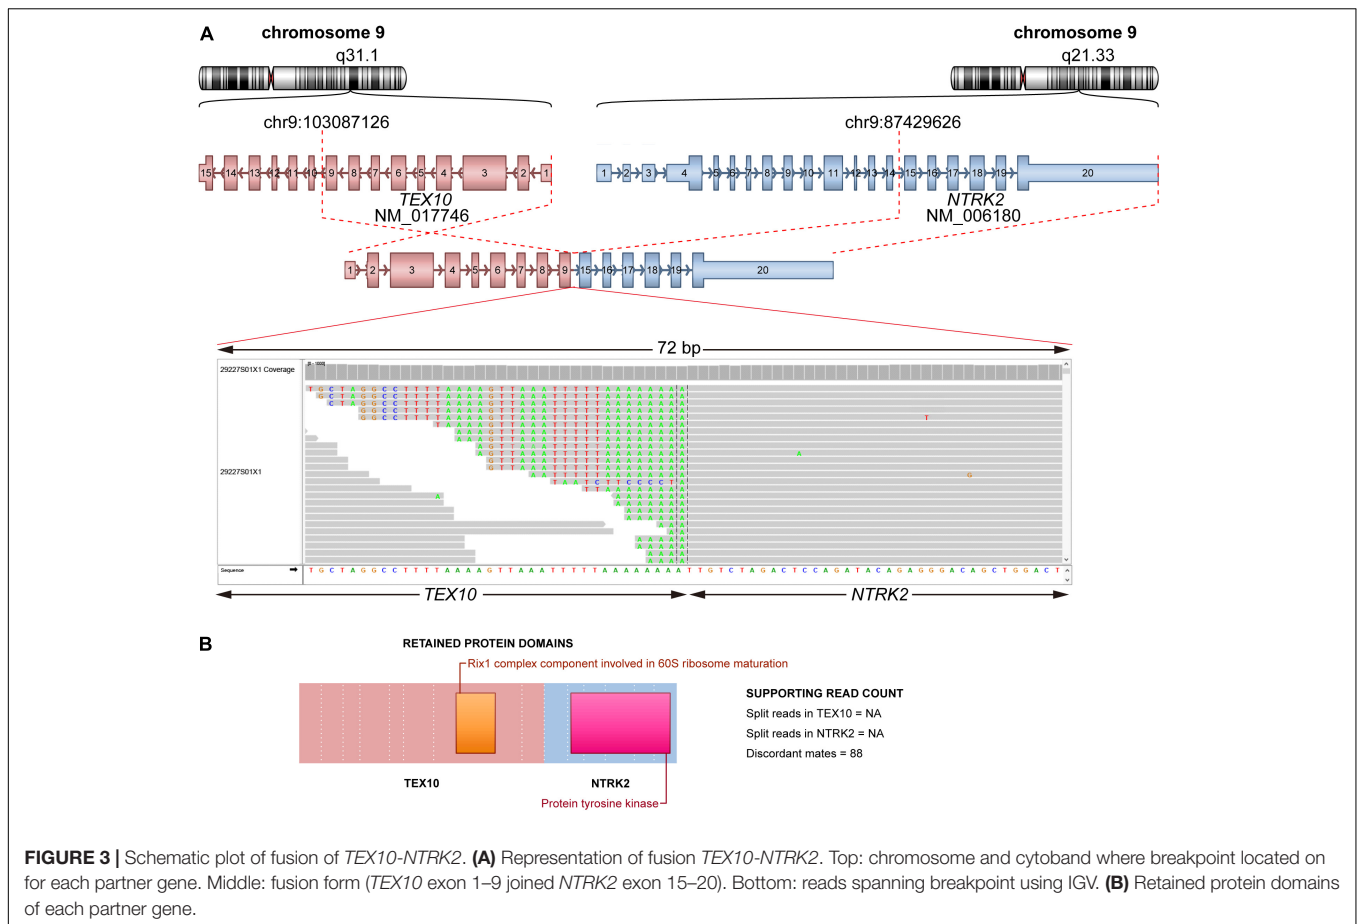 A
chromosome 9
q31.1
chromosome 9
q21.33
chr9:103087126
chr9:87429626
15 14 13 12 11 10 9 8 7 6 5 4 3 2 1
1 2 3 4 5 6 7 8 9 10 11 12 13 14 15 16 17 18 19 20
TEX10
NM_017746
NTRK2
NM_006180
1 2 3 4 5 6 7 8 9 15 16 17 18 19 20
72 bp
29227S01X1 Coverage
[0 - 1000]
T G C T A G G C C T T T T A A A A G T T A A A T T T T T A A A A A A A A
G C T A G G C C T T T T A A A A G T T A A A T T T T T A A A A A A A A
C T A G G C C T T T T A A A A G T T A A A T T T T T A A A A A A A A
G G C C T T T T A A A A G T T A A A T T T T T A A A A A A A A
G G C C T T T T A A A A G T T A A A T T T T T A A A A A A A A T
29227S01X1
T A A T C T T C C C C T A
Sequence
T G C T A G G C C T T T T A A A A G T T A A A T T T T T A A A A A A A A T T G T C T A G A C T C C A G A T A C A G A G G G A C A G C T G G A C T
TEX10
NTRK2
B
RETAINED PROTEIN DOMAINS
Rix1 complex component involved in 60S ribosome maturation
TEX10
NTRK2
Protein tyrosine kinase
SUPPORTING READ COUNT
Split reads in TEX10 = NA
Split reads in NTRK2 = NA
Discordant mates = 88
FIGURE 3 | Schematic plot of fusion of TEX10-NTRK2. (A) Representation of fusion TEX10-NTRK2. Top: chromosome and cytoband where breakpoint located on
for each partner gene. Middle: fusion form (TEX10 exon 1–9 joined NTRK2 exon 15–20). Bottom: reads spanning breakpoint using IGV. (B) Retained protein domains
of each partner gene.